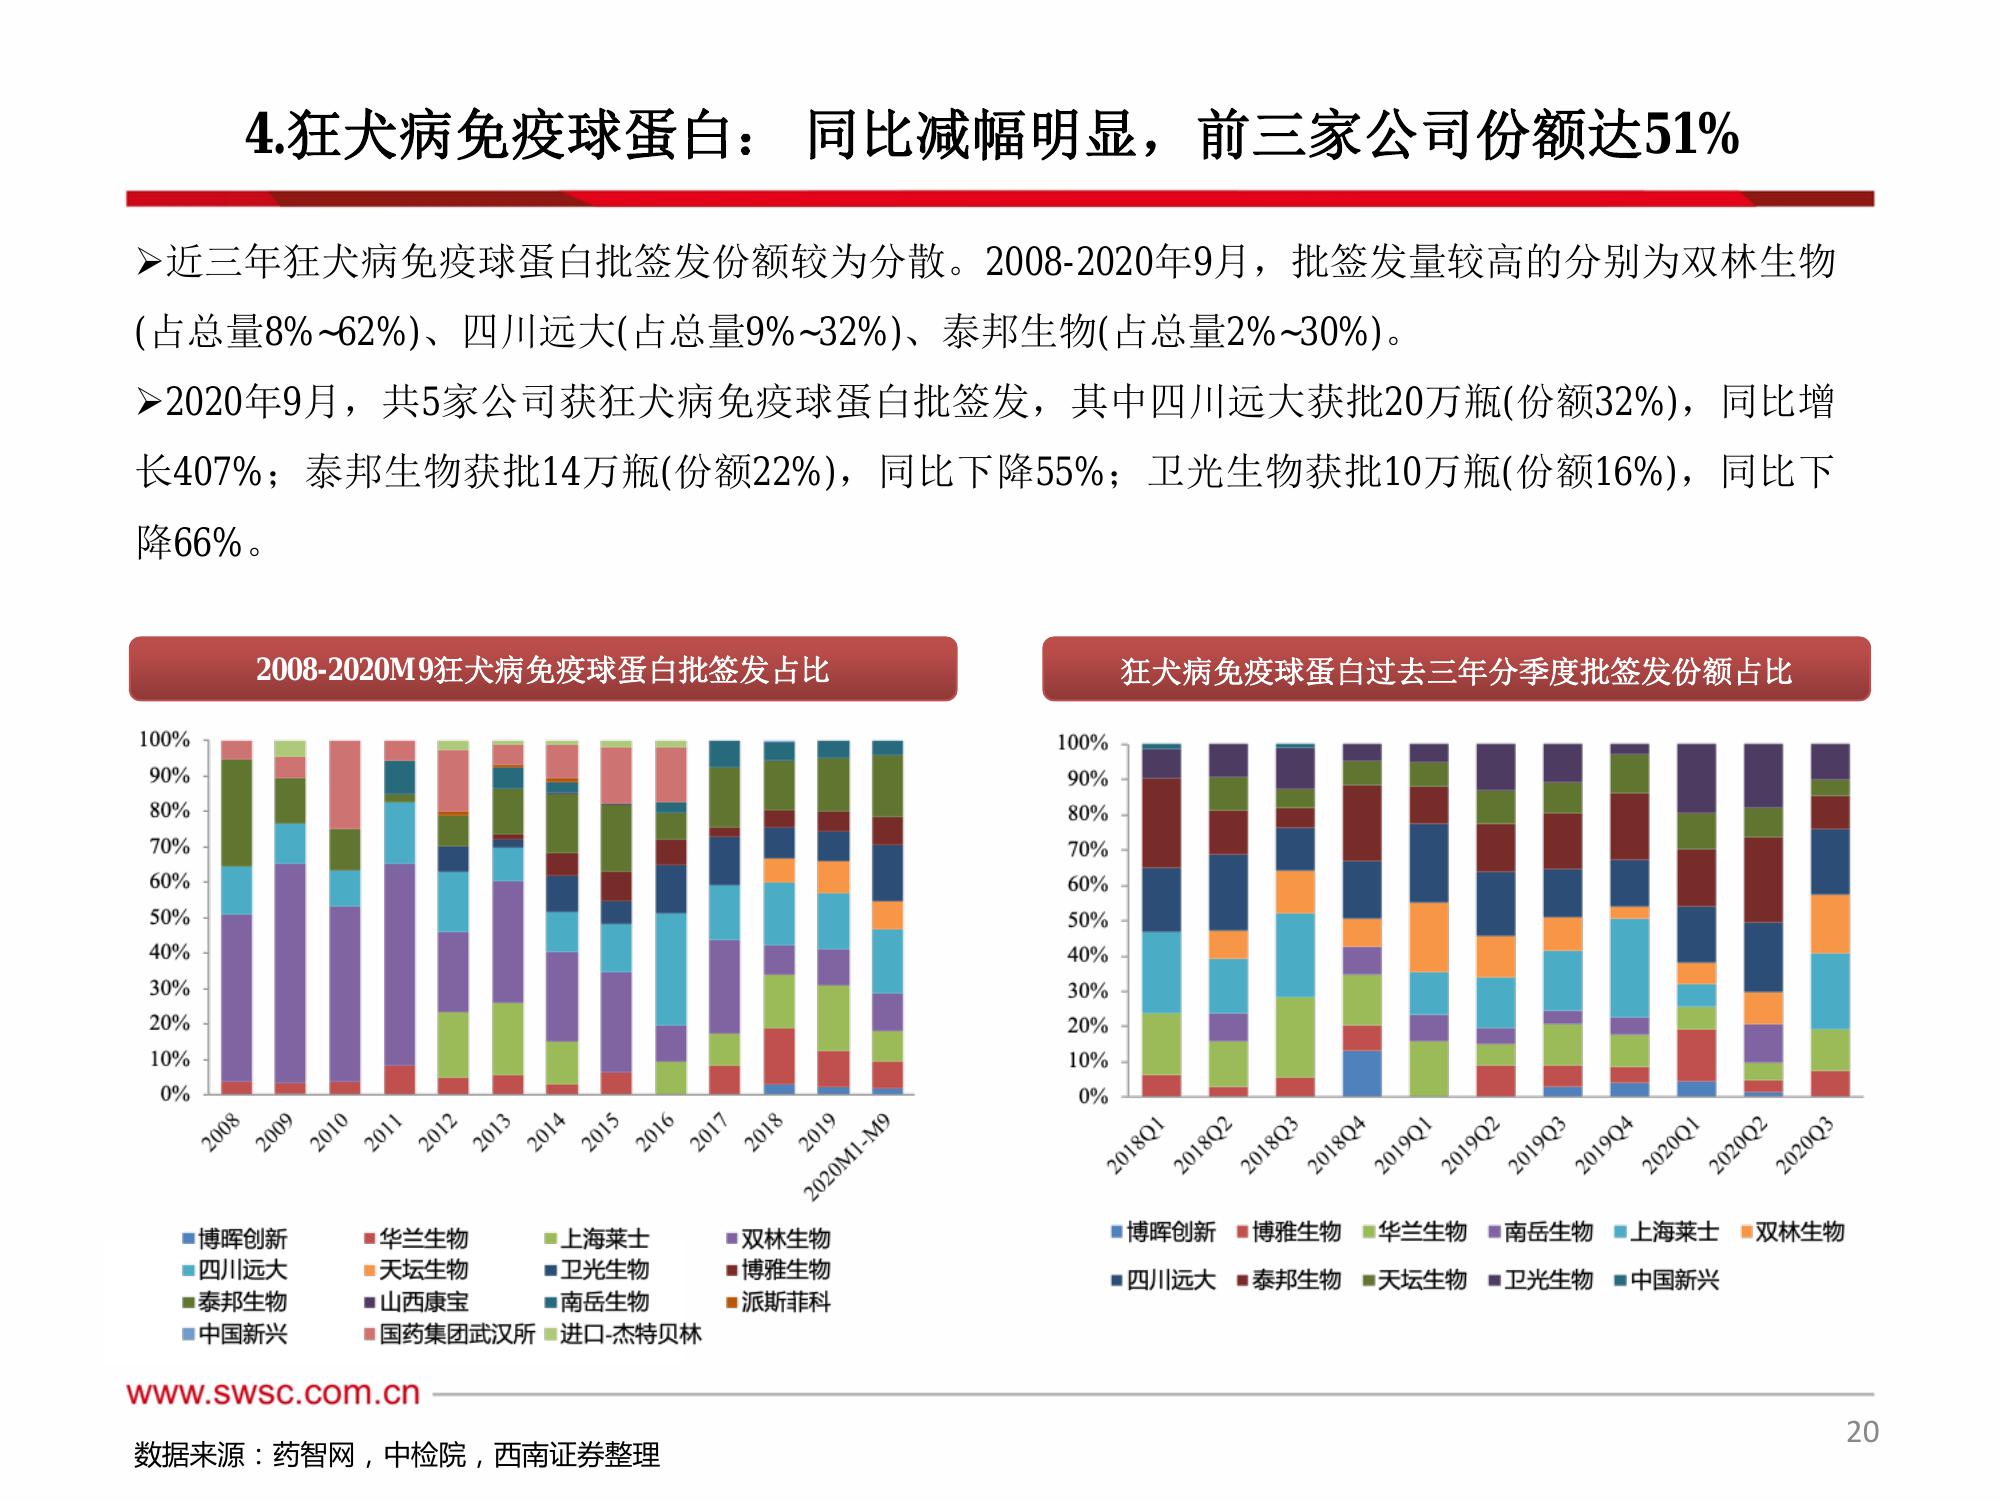 4.狂犬病免疫球蛋白： 同比减幅明显，前三家公司份额达51%
➢近三年狂犬病免疫球蛋白批签发份额较为分散。2008-2020年9月，批签发量较高的分别为双林生物
(占总量8%~62%)、四川远大(占总量9%~32%)、泰邦生物(占总量2%~30%)。
➢2020年9月，共5家公司获狂犬病免疫球蛋白批签发，其中四川远大获批20万瓶(份额32%)，同比增
长407%；泰邦生物获批14万瓶(份额22%)，同比下降55%；卫光生物获批10万瓶(份额16%)，同比下
降66%。
2008-2020M9狂犬病免疫球蛋白批签发占比
100%
90%
80%
70%
60%
50%
40%
30%
20%
10%
0%
2008 2009 2010 2011 2012 2013 2014 2015 2016 2017 2018 2019 2020M1-M9
博晖创新 华兰生物 上海莱士 双林生物
四川远大 天坛生物 卫光生物 博雅生物
泰邦生物 山西康宝 南岳生物 派斯菲科
中国新兴 国药集团武汉所 进口-杰特贝林
狂犬病免疫球蛋白过去三年分季度批签发份额占比
100%
90%
80%
70%
60%
50%
40%
30%
20%
10%
0%
2018Q1 2018Q2 2018Q3 2018Q4 2019Q1 2019Q2 2019Q3 2019Q4 2020Q1 2020Q2 2020Q3
博晖创新 博雅生物 华兰生物 南岳生物 上海莱士 双林生物
四川远大 泰邦生物 天坛生物 卫光生物 中国新兴
www.swsc.com.cn
20
数据来源：药智网，中检院，西南证券整理